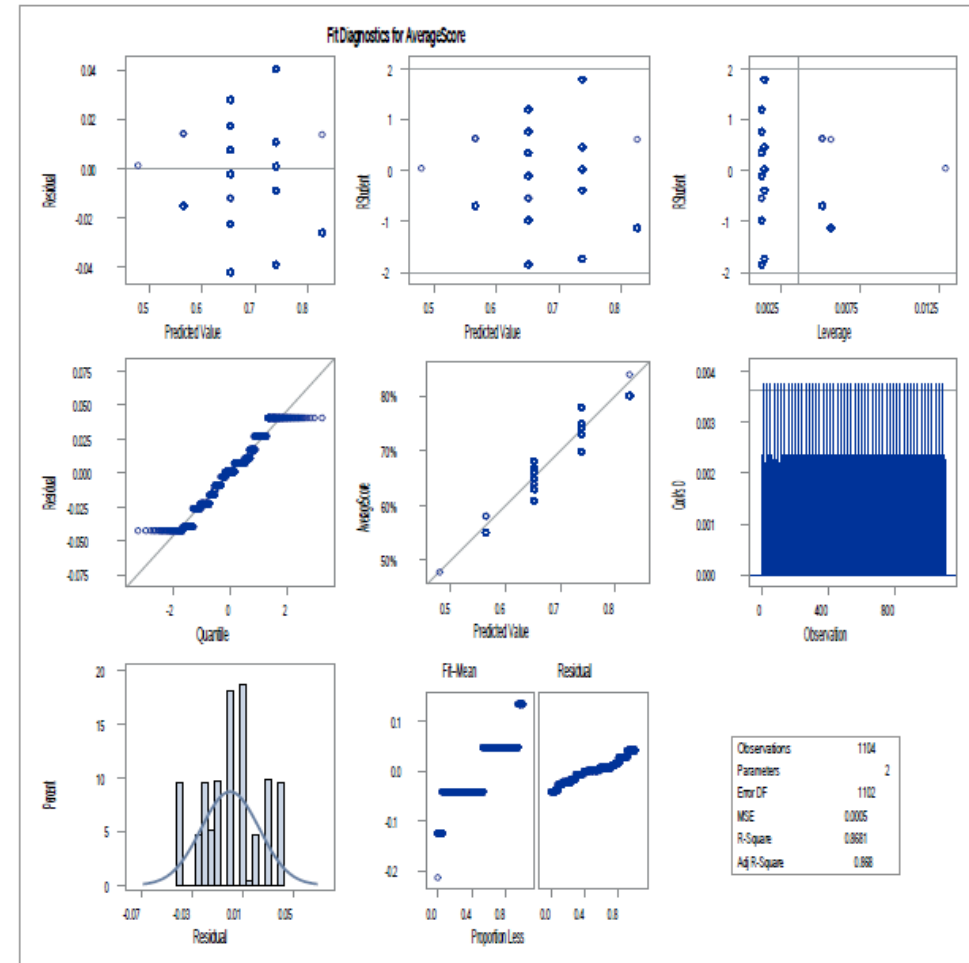 Fit Diagnostics for AverageScore
0.04
0.02
0.00
-0.02
-0.04
Residual
0.5 0.6 0.7 0.8
Predicted Value
2
1
0
-1
-2
RStudent
0.5 0.6 0.7 0.8
Predicted Value
2
1
0
-1
-2
RStudent
0.0025 0.0075 0.0125
Leverage
0.075
0.050
0.025
0.000
-0.025
-0.050
-0.075
Residual
-2 0 2
Quantile
80%
70%
60%
50%
AverageScore
0.5 0.6 0.7 0.8
Predicted Value
0.004
0.003
0.002
0.001
0.000
Cook's D
0 400 800
Observation
20
15
10
5
0
Percent
-0.07 -0.03 0.01 0.05
Residual
Fit–Mean Residual
0.1
0.0
-0.1
-0.2
0.0 0.4 0.8 0.0 0.4 0.8
Proportion Less
Observations 1104
Parameters 2
Error DF 1102
MSE 0.0005
R-Square 0.8681
Adj R-Square 0.868